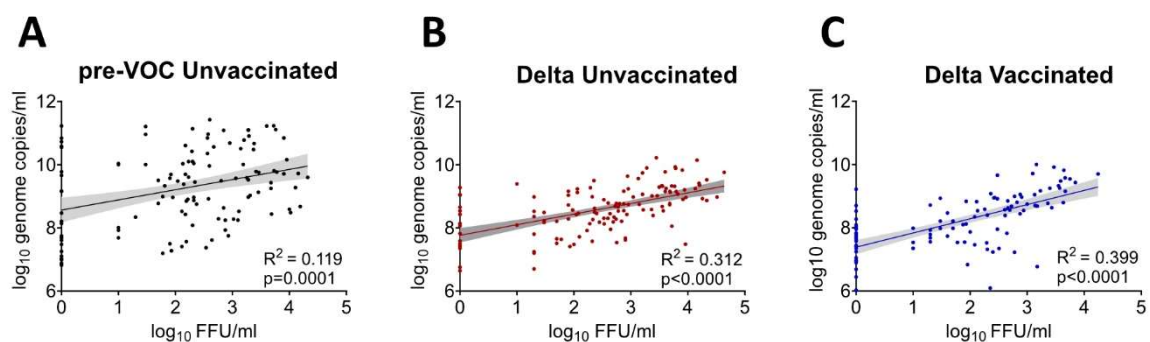 A
pre-VOC Unvaccinated
log10 genome copies/ml
12
10
8
6
0 1 2 3 4 5
log10 FFU/ml
R2 = 0.119
p=0.0001
B
Delta Unvaccinated
log10 genome copies/ml
12
10
8
6
0 1 2 3 4 5
log10 FFU/ml
R2 = 0.312
p<0.0001
C
Delta Vaccinated
log10 genome copies/ml
12
10
8
6
0 1 2 3 4 5
log10 FFU/ml
R2 = 0.399
p<0.0001